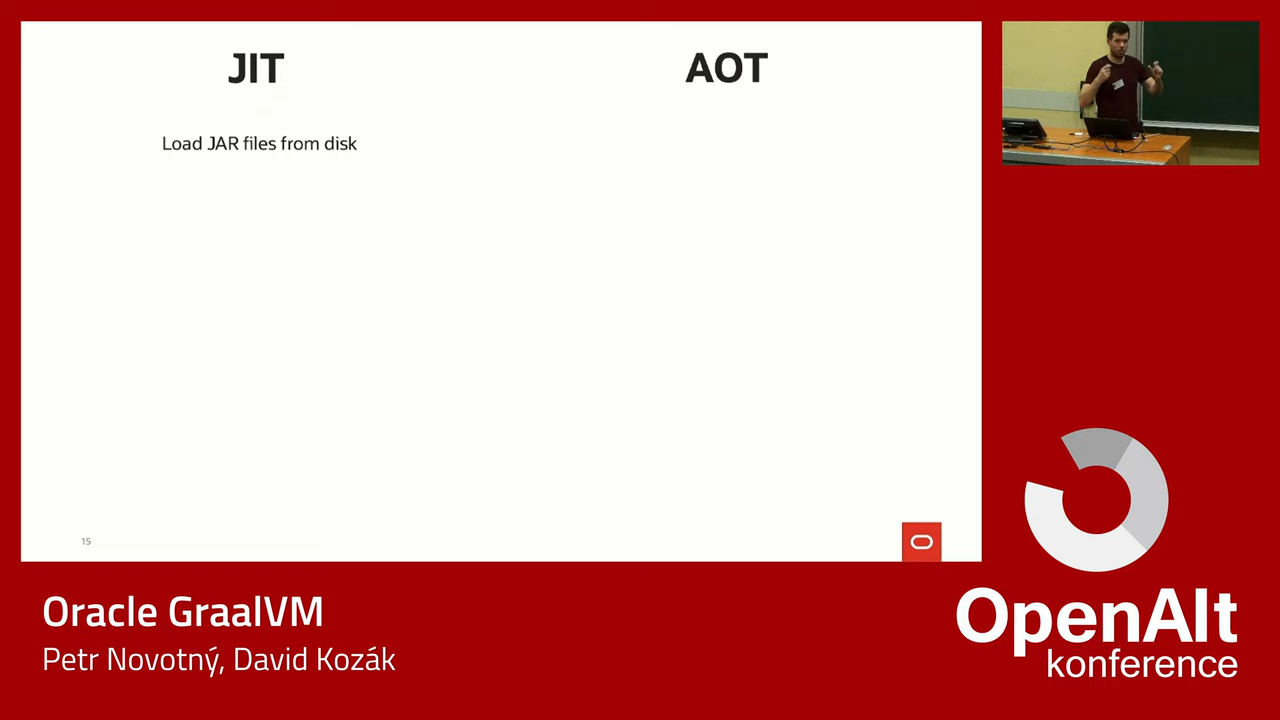 JIT
AOT
Load JAR files from disk
15
Oracle GraalVM
Petr Novotný, David Kozák
OpenAlt
konference